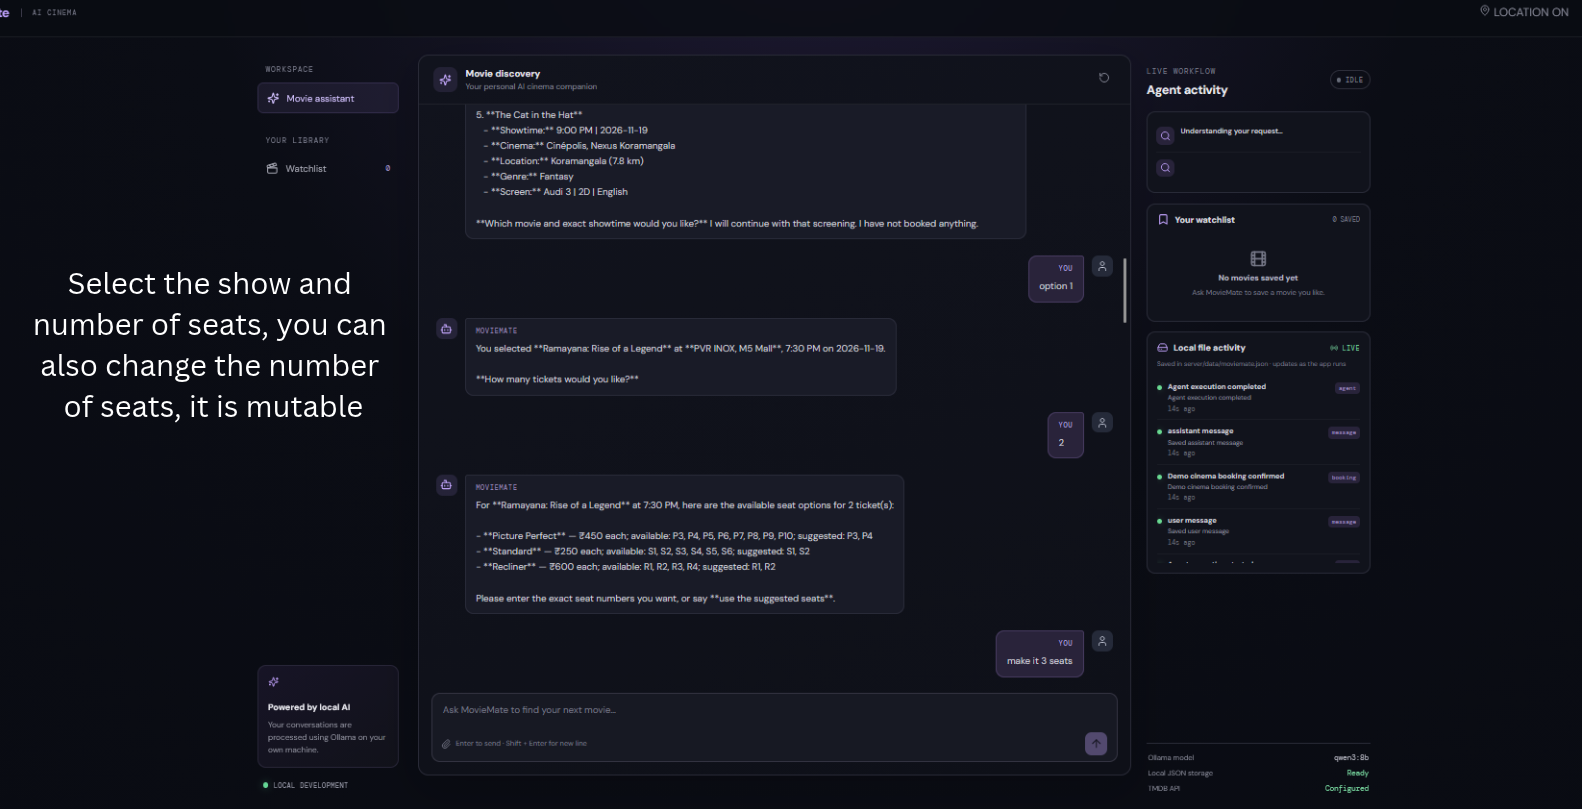 te | AI CINEMA
LOCATION ON
WORKSPACE
Movie assistant
YOUR LIBRARY
Watchlist 0
Select the show and
number of seats, you can
also change the number
of seats, it is mutable
Powered by local AI
Your conversations are
processed using Ollama on your
own machine.
LOCAL DEVELOPMENT
Movie discovery
Your personal AI cinema companion
5. **The Cat in the Hat**
- **Showtime:** 9:00 PM | 2026-11-19
- **Cinema:** Cinépolis, Nexus Koramangala
- **Location:** Koramangala (7.8 km)
- **Genre:** Fantasy
- **Screen:** Audi 3 | 2D | English
**Which movie and exact showtime would you like?** I will continue with that screening. I have not booked anything.
YOU
option 1
MOVIEMATE
You selected **Ramayana: Rise of a Legend** at **PVR INOX, M5 Mall**, 7:30 PM on 2026-11-19.
**How many tickets would you like?**
YOU
2
MOVIEMATE
For **Ramayana: Rise of a Legend** at 7:30 PM, here are the available seat options for 2 ticket(s):
- **Picture Perfect** — ₹450 each; available: P3, P4, P5, P6, P7, P8, P9, P10; suggested: P3, P4
- **Standard** — ₹250 each; available: S1, S2, S3, S4, S5, S6; suggested: S1, S2
- **Recliner** — ₹600 each; available: R1, R2, R3, R4; suggested: R1, R2
Please enter the exact seat numbers you want, or say **use the suggested seats**.
YOU
make it 3 seats
Ask MovieMate to find your next movie...
Enter to send · Shift + Enter for new line
LIVE WORKFLOW
Agent activity
IDLE
Understanding your request...
Your watchlist 0 SAVED
No movies saved yet
Ask MovieMate to save a movie you like.
Local file activity LIVE
Saved in server/data/moviemate.json · updates as the app runs
Agent execution completed agent
Agent execution completed
14s ago
assistant message message
Saved assistant message
14s ago
Demo cinema booking confirmed booking
Demo cinema booking confirmed
14s ago
user message message
Saved user message
14s ago
Ollama model qwen3:8b
Local JSON storage Ready
TMDB API Configured